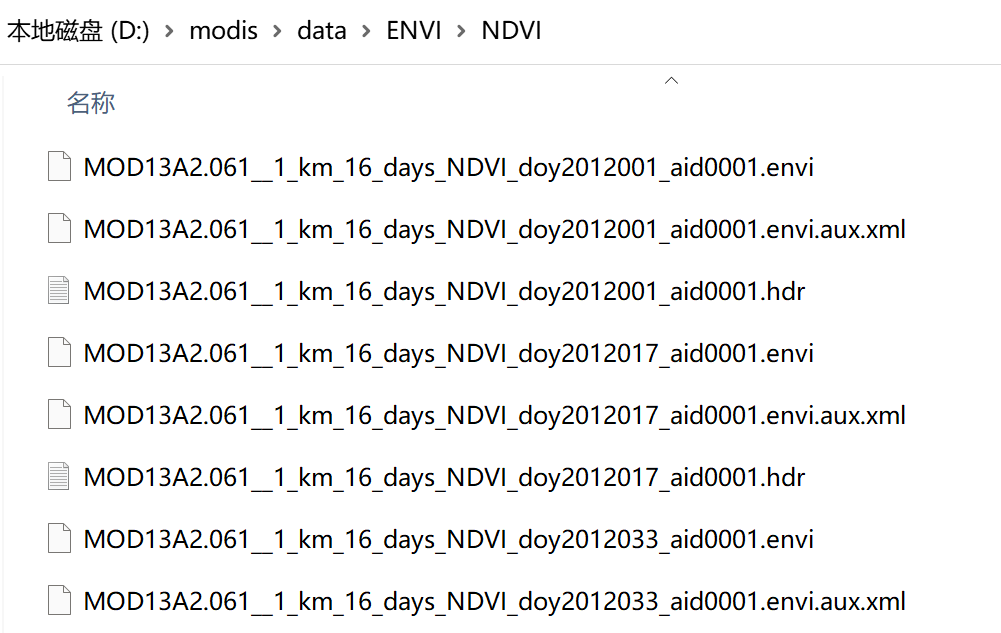 本地磁盘 (D:) > modis > data > ENVI > NDVI
名称
MOD13A2.061__1_km_16_days_NDVI_doy2012001_aid0001.envi
MOD13A2.061__1_km_16_days_NDVI_doy2012001_aid0001.envi.aux.xml
MOD13A2.061__1_km_16_days_NDVI_doy2012001_aid0001.hdr
MOD13A2.061__1_km_16_days_NDVI_doy2012017_aid0001.envi
MOD13A2.061__1_km_16_days_NDVI_doy2012017_aid0001.envi.aux.xml
MOD13A2.061__1_km_16_days_NDVI_doy2012017_aid0001.hdr
MOD13A2.061__1_km_16_days_NDVI_doy2012033_aid0001.envi
MOD13A2.061__1_km_16_days_NDVI_doy2012033_aid0001.envi.aux.xml